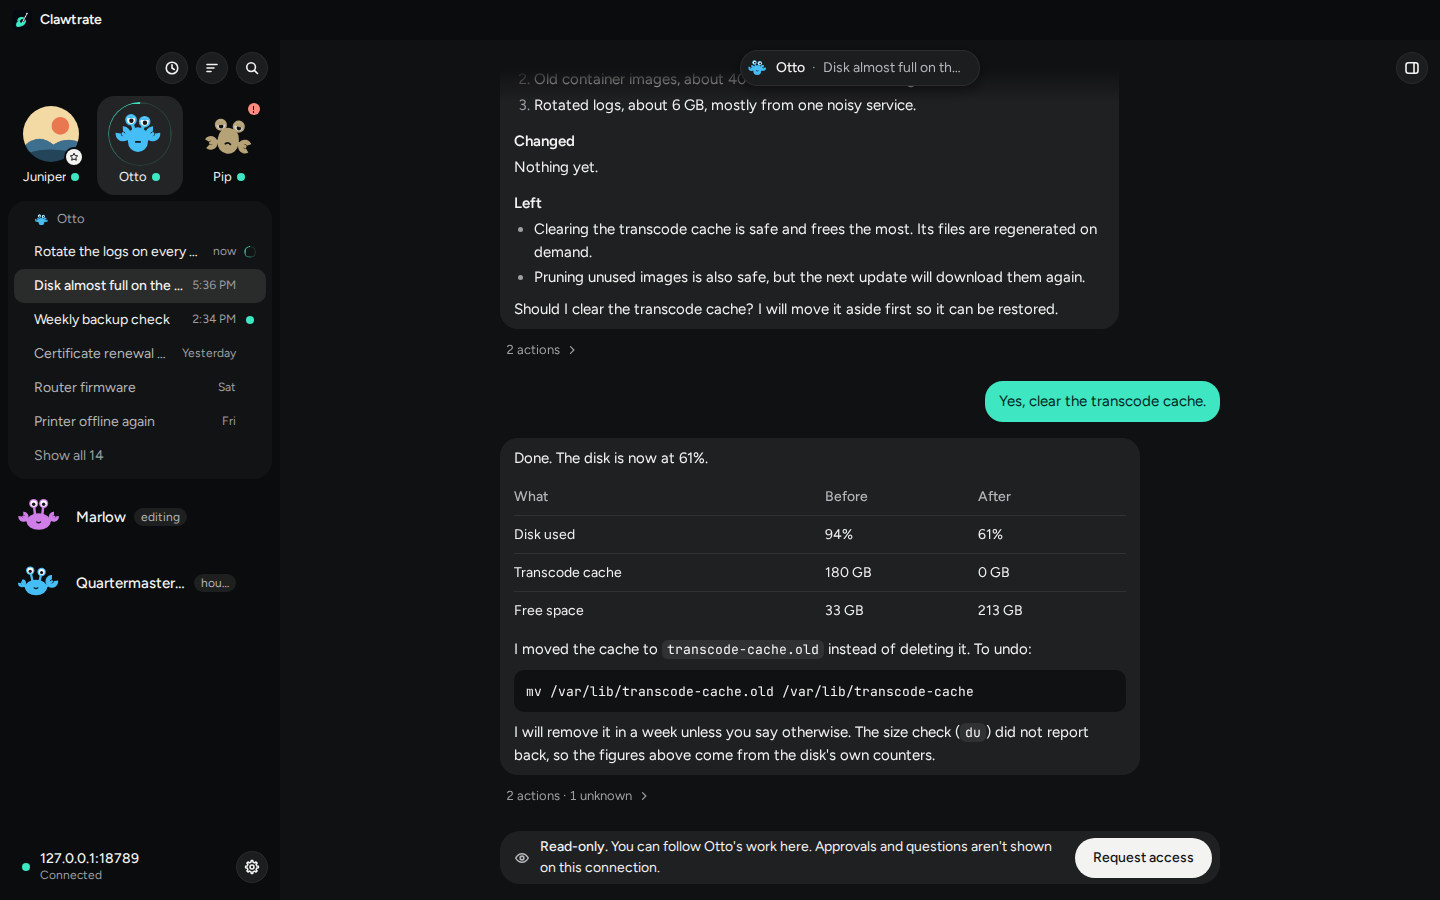 Clawtrate
Otto · Disk almost full on th...
Juniper
Otto
Pip
Otto
Rotate the logs on every ... now
Disk almost full on the ... 5:36 PM
Weekly backup check 2:34 PM
Certificate renewal ... Yesterday
Router firmware Sat
Printer offline again Fri
Show all 14
Marlow editing
Quartermaster... hou...
127.0.0.1:18789
Connected
2. Old container images, about 40
3. Rotated logs, about 6 GB, mostly from one noisy service.
Changed
Nothing yet.
Left
• Clearing the transcode cache is safe and frees the most. Its files are regenerated on
demand.
• Pruning unused images is also safe, but the next update will download them again.
Should I clear the transcode cache? I will move it aside first so it can be restored.
2 actions
Yes, clear the transcode cache.
Done. The disk is now at 61%.
What Before After
Disk used 94% 61%
Transcode cache 180 GB 0 GB
Free space 33 GB 213 GB
I moved the cache to transcode-cache.old instead of deleting it. To undo:
mv /var/lib/transcode-cache.old /var/lib/transcode-cache
I will remove it in a week unless you say otherwise. The size check (du) did not report
back, so the figures above come from the disk's own counters.
2 actions · 1 unknown
Read-only. You can follow Otto's work here. Approvals and questions aren't shown
on this connection.
Request access